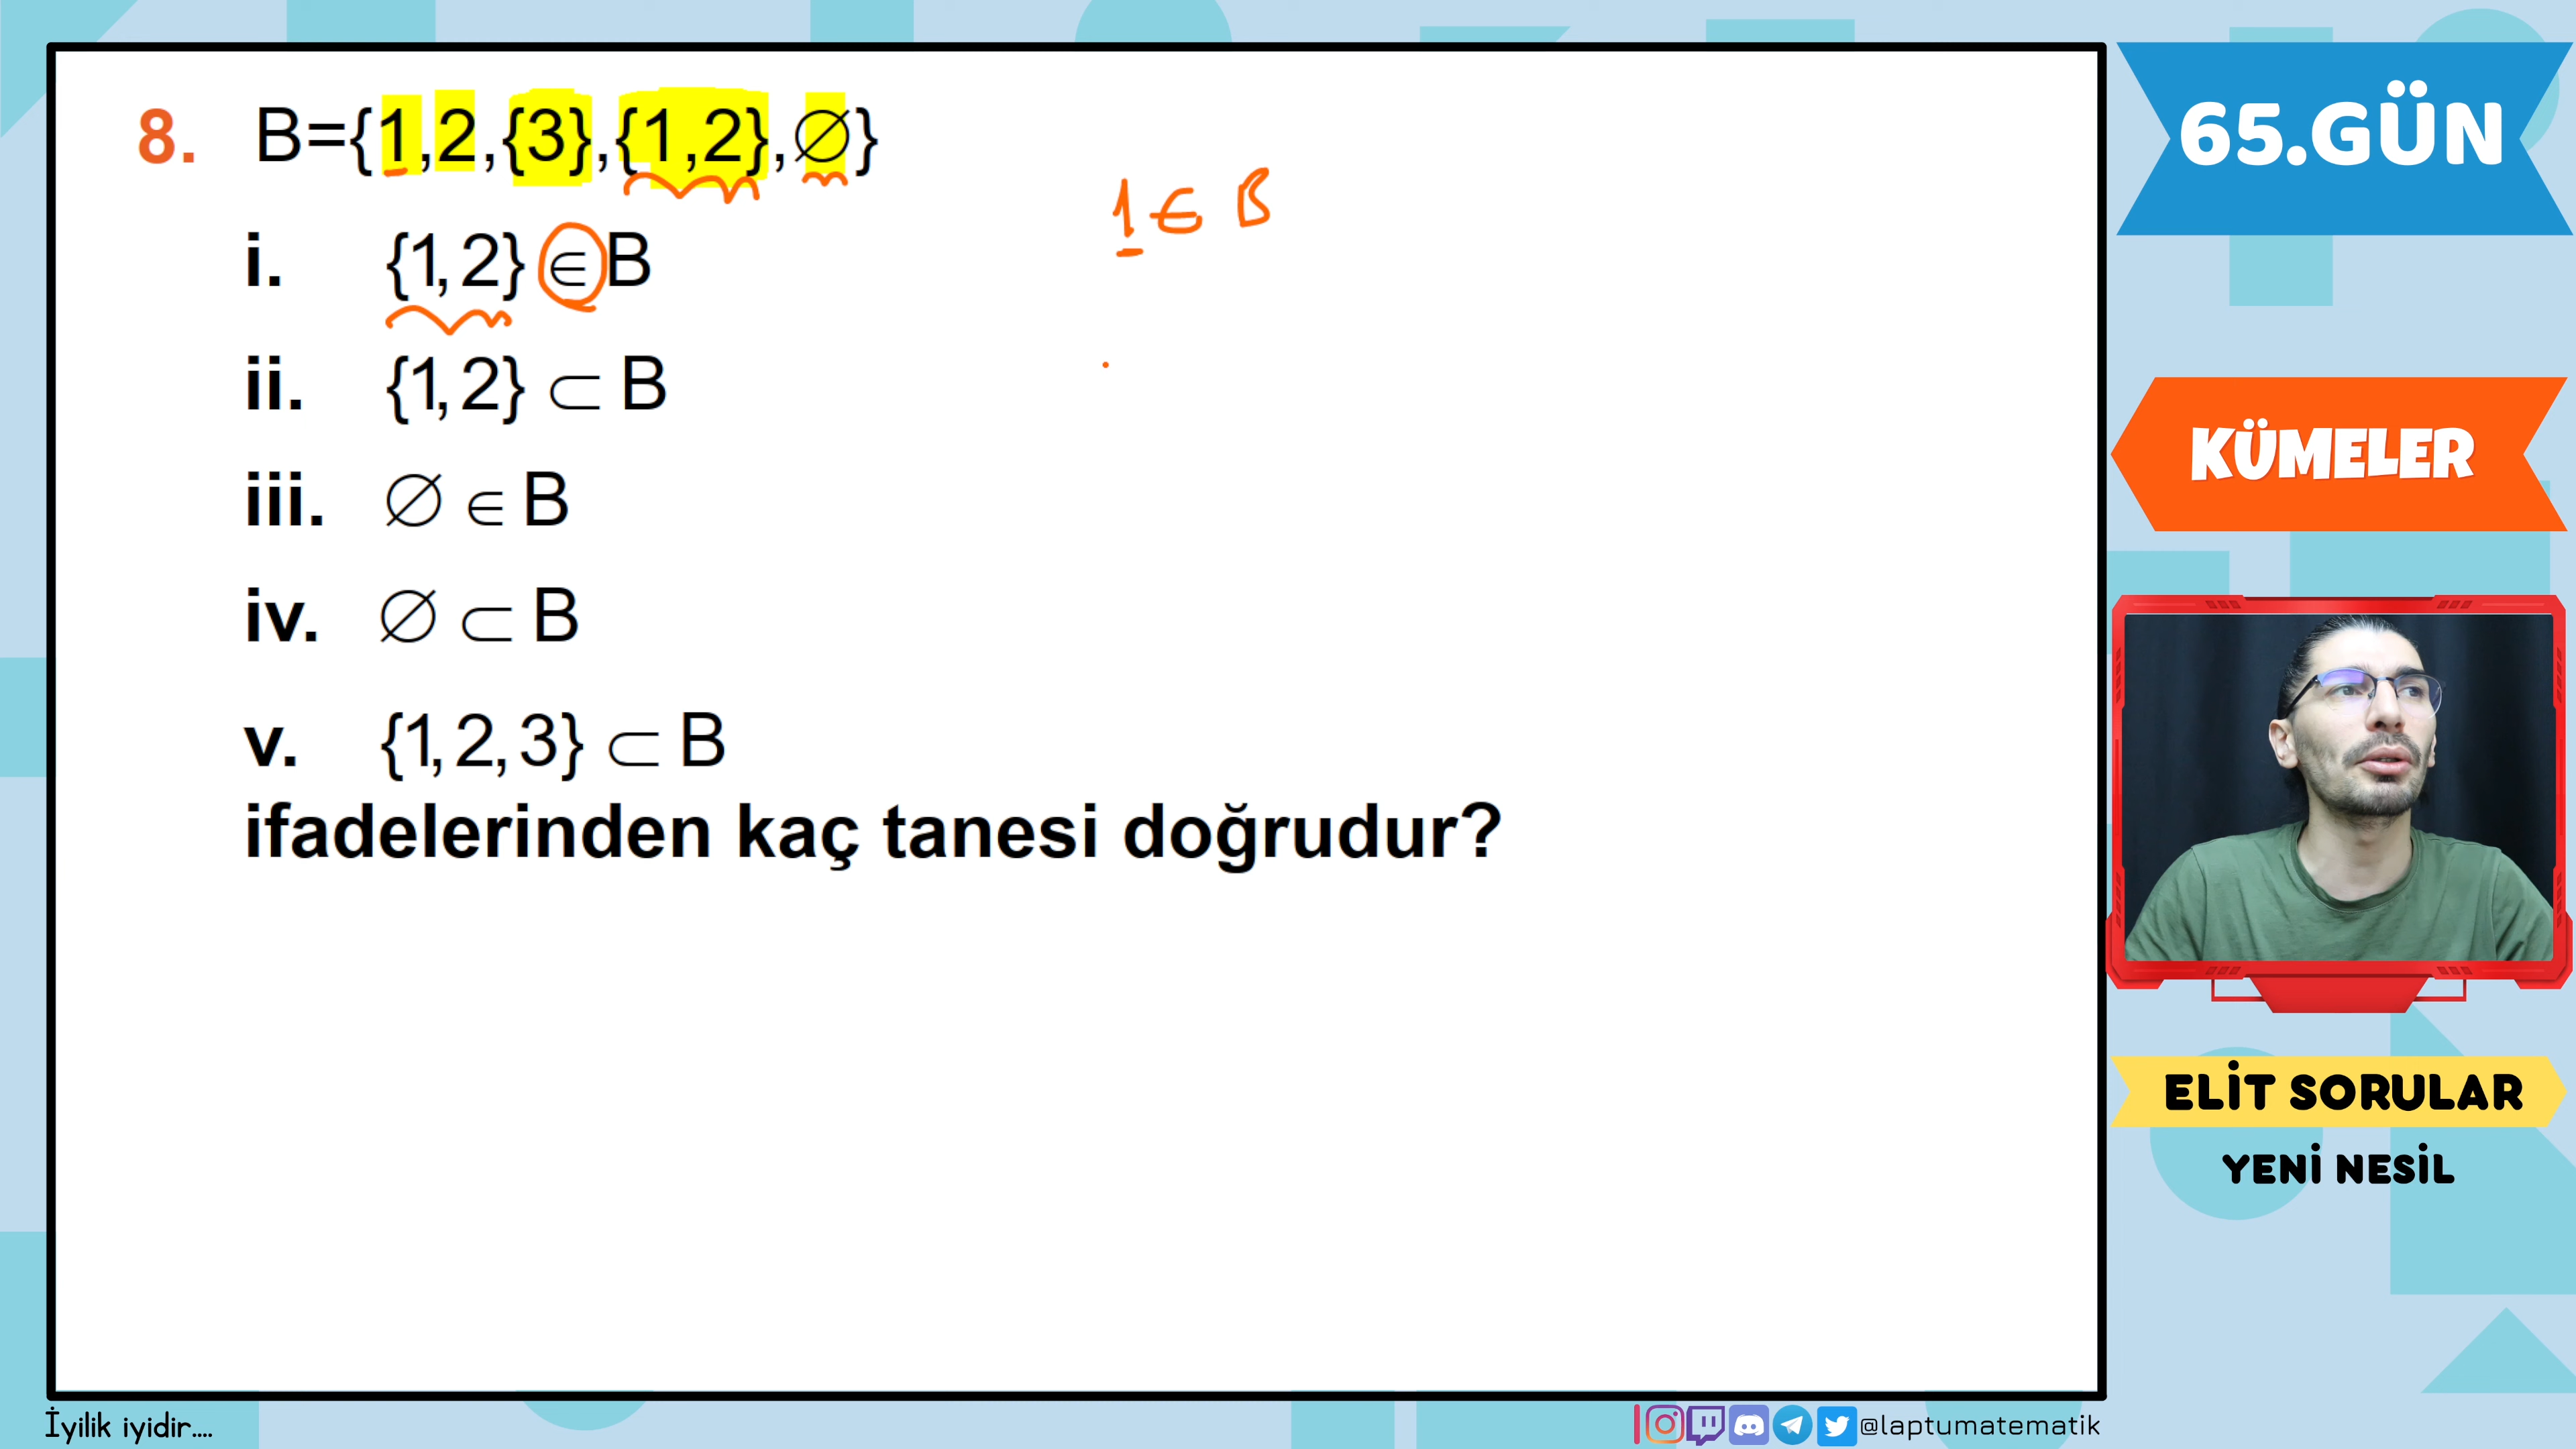 65.GÜN
8. B={1,2,{3},{1,2},∅}
1 ∈ B
i. {1,2} ∈ B
ii. {1,2} ⊂ B
iii. ∅ ∈ B
iv. ∅ ⊂ B
v. {1,2,3} ⊂ B
ifadelerinden kaç tanesi doğrudur?
KÜMELER
ELİT SORULAR
YENİ NESİL
İyilik iyidir....
@laptumatematik